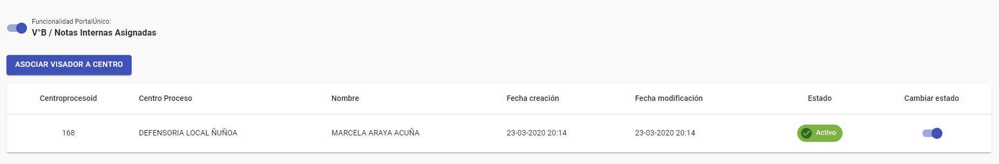 Funcionalidad PortalÚnico:
V°B / Notas Internas Asignadas
ASOCIAR VISADOR A CENTRO
Centroprocesoid Centro Proceso Nombre Fecha creación Fecha modificación Estado Cambiar estado
168 DEFENSORIA LOCAL ÑUÑOA MARCELA ARAYA ACUÑA 23-03-2020 20:14 23-03-2020 20:14 Activo